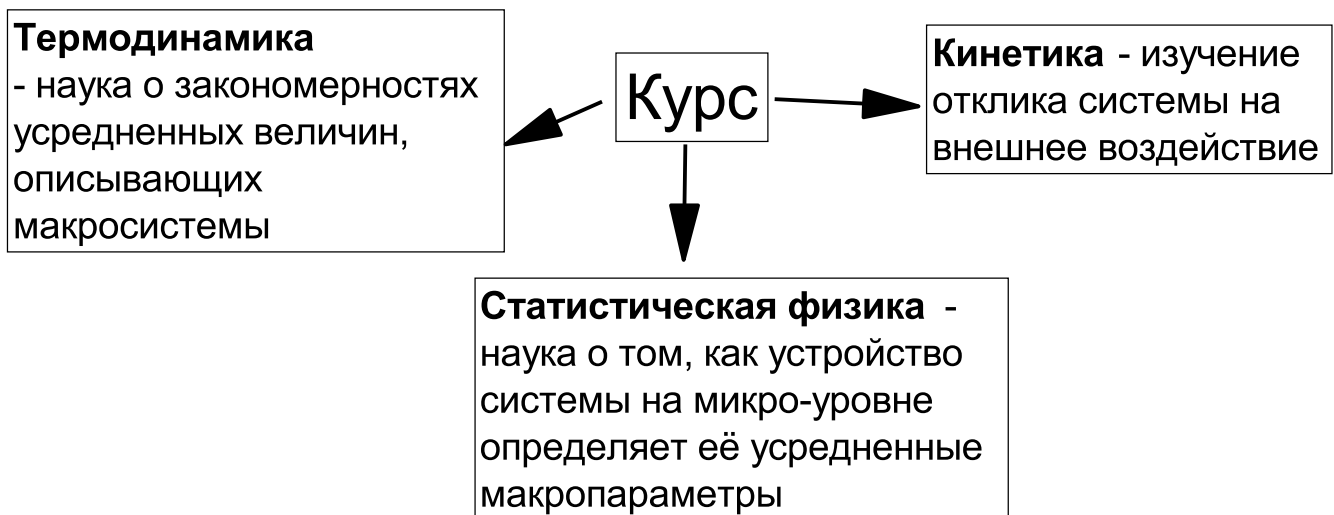 Термодинамика
- наука о закономерностях
усредненных величин,
описывающих
макросистемы
Курс
Кинетика - изучение
отклика системы на
внешнее воздействие
Статистическая физика -
наука о том, как устройство
системы на микро-уровне
определяет её усредненные
макропараметры